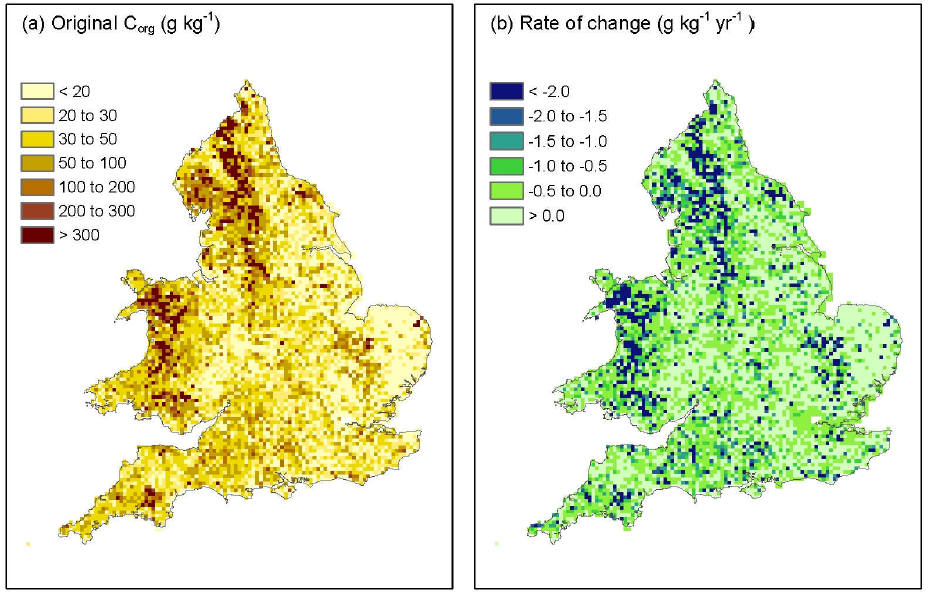 (a) Original Corg (g kg-1)
< 20
20 to 30
30 to 50
50 to 100
100 to 200
200 to 300
> 300
(b) Rate of change (g kg-1 yr-1 )
< -2.0
-2.0 to -1.5
-1.5 to -1.0
-1.0 to -0.5
-0.5 to 0.0
> 0.0